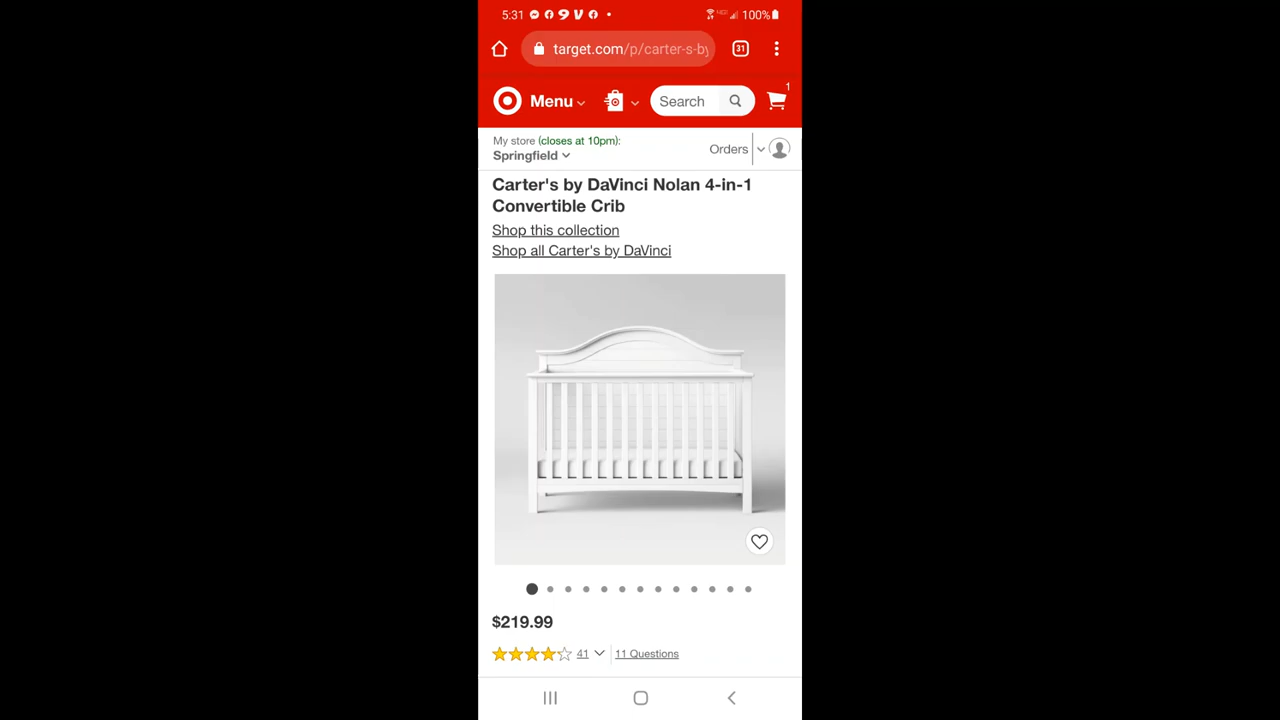 5:31 100%
target.com/p/carter-s-by
31
Menu
Search
1
My store (closes at 10pm):
Springfield
Orders
Carter's by DaVinci Nolan 4-in-1
Convertible Crib
Shop this collection
Shop all Carter's by DaVinci
$219.99
41
11 Questions